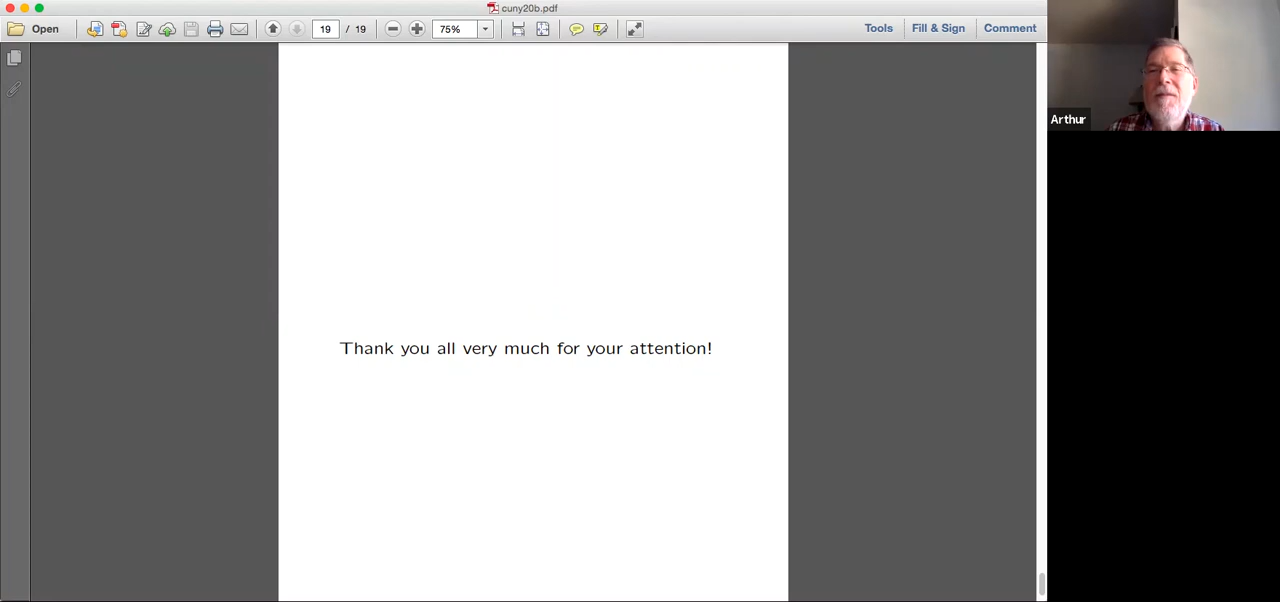 cuny20b.pdf
Open 19 / 19 75% Tools Fill & Sign Comment
Arthur
Thank you all very much for your attention!